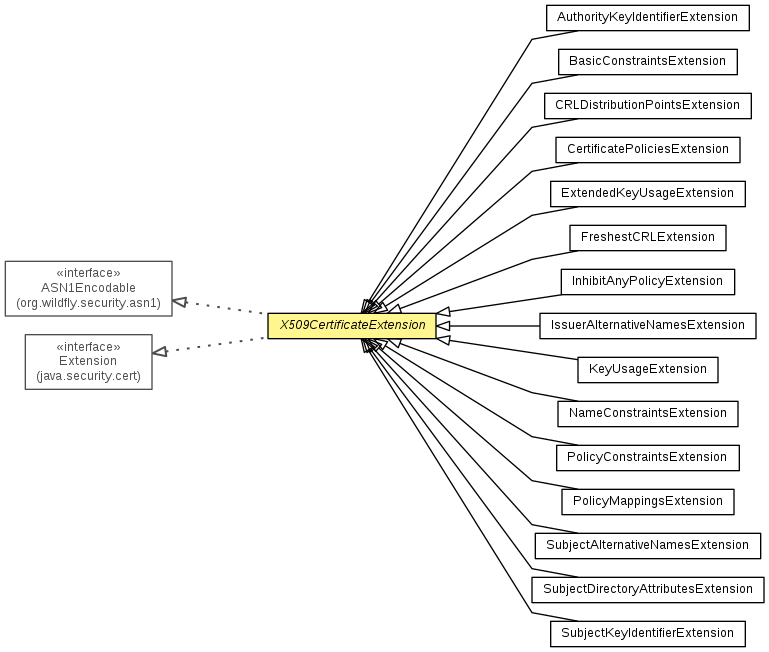 AuthorityKeyIdentifierExtension
BasicConstraintsExtension
CRLDistributionPointsExtension
CertificatePoliciesExtension
ExtendedKeyUsageExtension
FreshestCRLExtension
«interface»
ASN1Encodable
(org.wildfly.security.asn1)
InhibitAnyPolicyExtension
X509CertificateExtension
IssuerAlternativeNamesExtension
«interface»
Extension
(java.security.cert)
KeyUsageExtension
NameConstraintsExtension
PolicyConstraintsExtension
PolicyMappingsExtension
SubjectAlternativeNamesExtension
SubjectDirectoryAttributesExtension
SubjectKeyIdentifierExtension